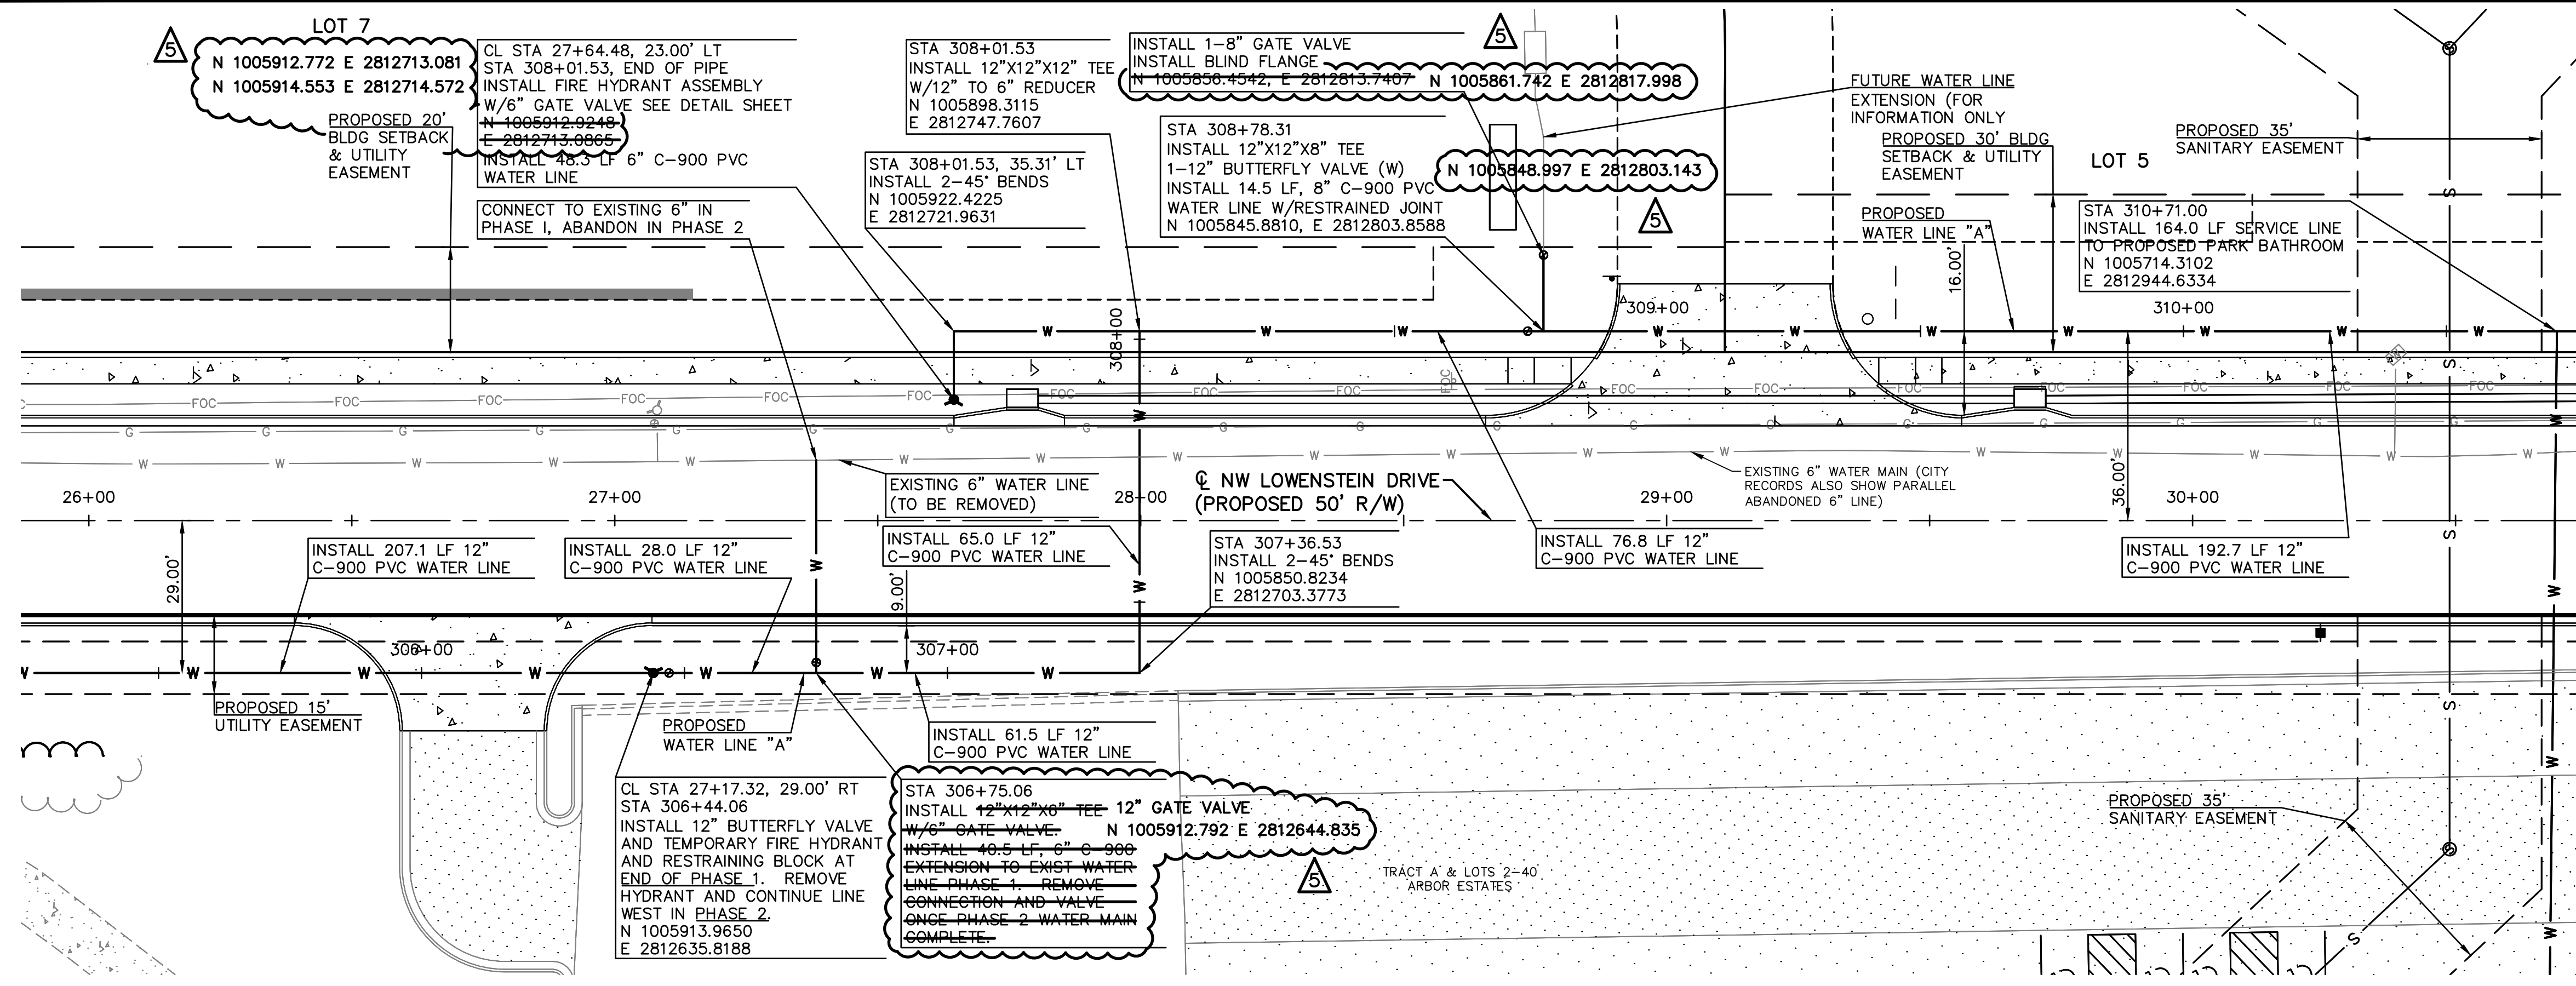 LOT 7
5
N 1005912.772 E 2812713.081
N 1005914.553 E 2812714.572
PROPOSED 20'
BLDG SETBACK
& UTILITY
EASEMENT
CL STA 27+64.48, 23.00' LT
STA 308+01.53, END OF PIPE
INSTALL FIRE HYDRANT ASSEMBLY
W/6" GATE VALVE SEE DETAIL SHEET
N 1005912.9248
E 2812713.0865
INSTALL 48.3 LF 6" C-900 PVC
WATER LINE
CONNECT TO EXISTING 6" IN
PHASE I, ABANDON IN PHASE 2
STA 308+01.53
INSTALL 12"X12"X12" TEE
W/12" TO 6" REDUCER
N 1005898.3115
E 2812747.7607
STA 308+01.53, 35.31' LT
INSTALL 2-45° BENDS
N 1005922.4225
E 2812721.9631
5
INSTALL 1-8" GATE VALVE
INSTALL BLIND FLANGE
N 1005856.4542, E 2812813.7407 N 1005861.742 E 2812817.998
STA 308+78.31
INSTALL 12"X12"X8" TEE
1-12" BUTTERFLY VALVE (W)
INSTALL 14.5 LF, 8" C-900 PVC
WATER LINE W/RESTRAINED JOINT
N 1005845.8810, E 2812803.8588
N 1005848.997 E 2812803.143
5
FUTURE WATER LINE
EXTENSION (FOR
INFORMATION ONLY
PROPOSED 30' BLDG
SETBACK & UTILITY
EASEMENT
LOT 5
PROPOSED 35'
SANITARY EASEMENT
PROPOSED
WATER LINE "A"
STA 310+71.00
INSTALL 164.0 LF SERVICE LINE
TO PROPOSED PARK BATHROOM
N 1005714.3102
E 2812944.6334
16.00'
308+00
309+00
310+00
W W W W W W W W W W
FOC FOC FOC FOC FOC FOC FOC FOC FOC FOC FOC FOC FOC FOC FOC FOC FOC
G G G G G G G G G G G G G G G G G G
W W W W W W W W W W W W W W W W W W
EXISTING 6" WATER LINE
(TO BE REMOVED)
℄ NW LOWENSTEIN DRIVE
(PROPOSED 50' R/W)
EXISTING 6" WATER MAIN (CITY
RECORDS ALSO SHOW PARALLEL
ABANDONED 6" LINE)
36.00'
26+00 27+00 28+00 29+00 30+00
29.00'
INSTALL 207.1 LF 12"
C-900 PVC WATER LINE
INSTALL 28.0 LF 12"
C-900 PVC WATER LINE
INSTALL 65.0 LF 12"
C-900 PVC WATER LINE
9.00'
STA 307+36.53
INSTALL 2-45° BENDS
N 1005850.8234
E 2812703.3773
INSTALL 76.8 LF 12"
C-900 PVC WATER LINE
INSTALL 192.7 LF 12"
C-900 PVC WATER LINE
306+00
307+00
W W W W W W W
W W W W
W W W W
S S S S S
PROPOSED 15'
UTILITY EASEMENT
PROPOSED
WATER LINE "A"
INSTALL 61.5 LF 12"
C-900 PVC WATER LINE
CL STA 27+17.32, 29.00' RT
STA 306+44.06
INSTALL 12" BUTTERFLY VALVE
AND TEMPORARY FIRE HYDRANT
AND RESTRAINING BLOCK AT
END OF PHASE 1. REMOVE
HYDRANT AND CONTINUE LINE
WEST IN PHASE 2.
N 1005913.9650
E 2812635.8188
STA 306+75.06
INSTALL 12"X12"X6" TEE 12" GATE VALVE
W/6" GATE VALVE. N 1005912.792 E 2812644.835
INSTALL 40.5 LF, 6" C-900
EXTENSION TO EXIST WATER
LINE PHASE 1. REMOVE
CONNECTION AND VALVE
ONCE PHASE 2 WATER MAIN
COMPLETE.
5
TRACT A & LOTS 2-40
ARBOR ESTATES
PROPOSED 35'
SANITARY EASEMENT